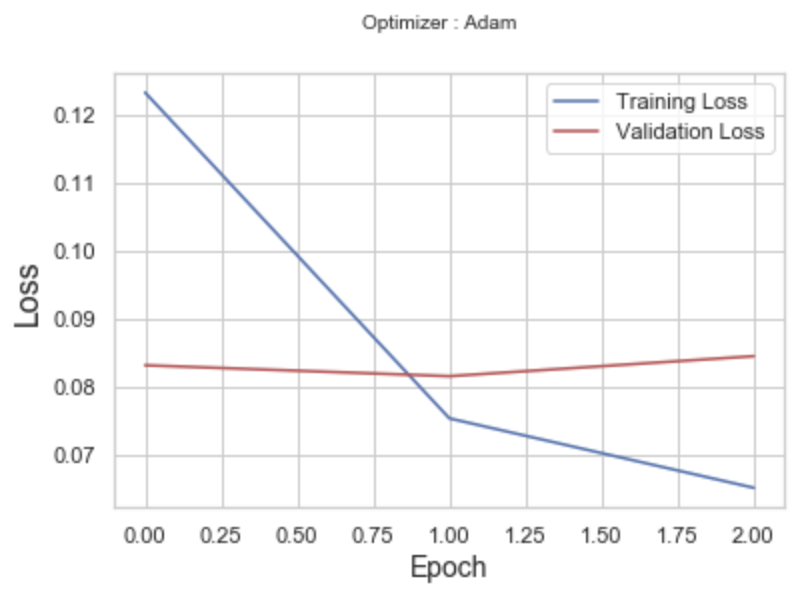 Optimizer : Adam
Training Loss
Validation Loss
0.12
0.11
0.10
0.09
0.08
0.07
Loss
0.00 0.25 0.50 0.75 1.00 1.25 1.50 1.75 2.00
Epoch